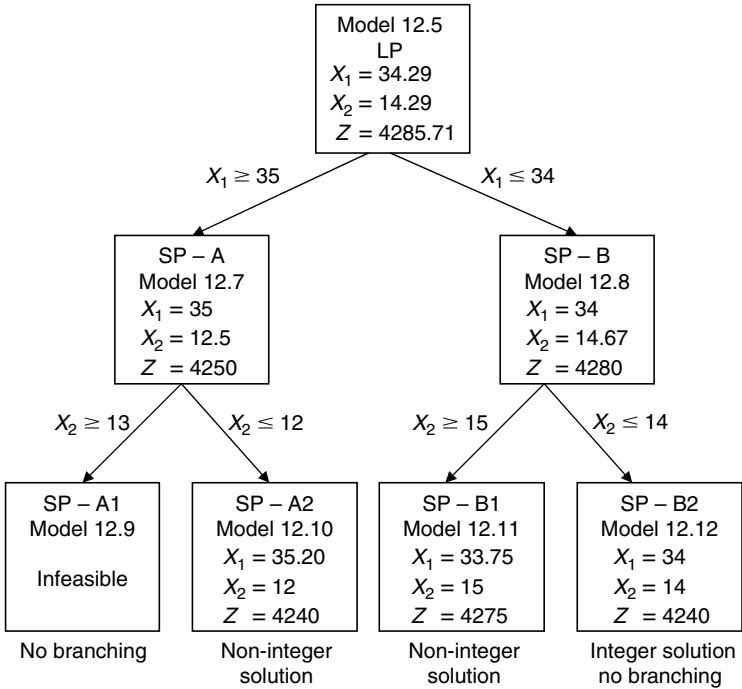 Model 12.5
LP
X₁ = 34.29
X₂ = 14.29
Z = 4285.71
X₁ ≥ 35
X₁ ≤ 34
SP – A
Model 12.7
X₁ = 35
X₂ = 12.5
Z = 4250
SP – B
Model 12.8
X₁ = 34
X₂ = 14.67
Z = 4280
X₂ ≥ 13
X₂ ≤ 12
X₂ ≥ 15
X₂ ≤ 14
SP – A1
Model 12.9
Infeasible
SP – A2
Model 12.10
X₁ = 35.20
X₂ = 12
Z = 4240
SP – B1
Model 12.11
X₁ = 33.75
X₂ = 15
Z = 4275
SP – B2
Model 12.12
X₁ = 34
X₂ = 14
Z = 4240
No branching
Non-integer
solution
Non-integer
solution
Integer solution
no branching